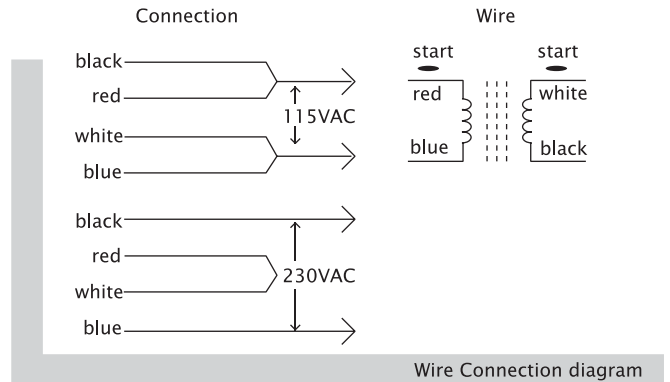 Connection
black
red
115VAC
white
blue
black
red
230VAC
white
blue
Wire
start start
red white
blue black
Wire Connection diagram